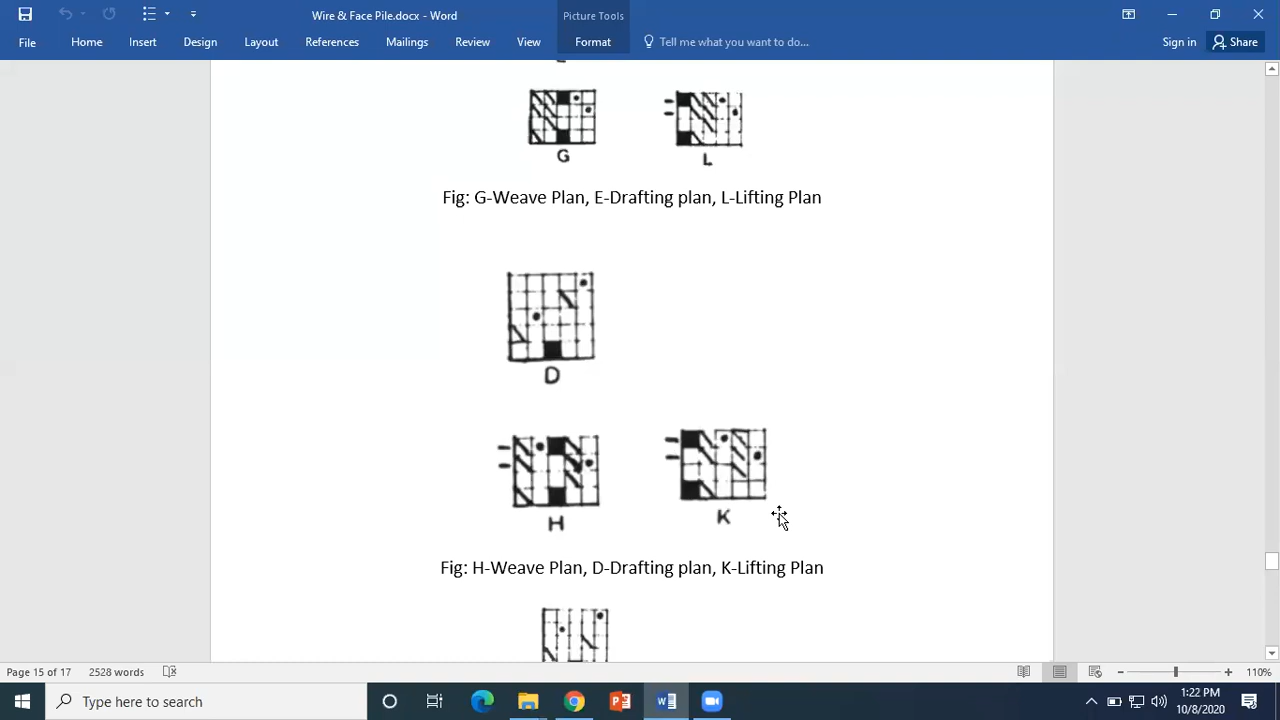 Wire & Face Pile.docx - Word
Picture Tools
File Home Insert Design Layout References Mailings Review View Format Tell me what you want to do... Sign in Share
G L
Fig: G-Weave Plan, E-Drafting plan, L-Lifting Plan
D
H K
Fig: H-Weave Plan, D-Drafting plan, K-Lifting Plan
Page 15 of 17 2528 words 110%
Type here to search
1:22 PM
10/8/2020